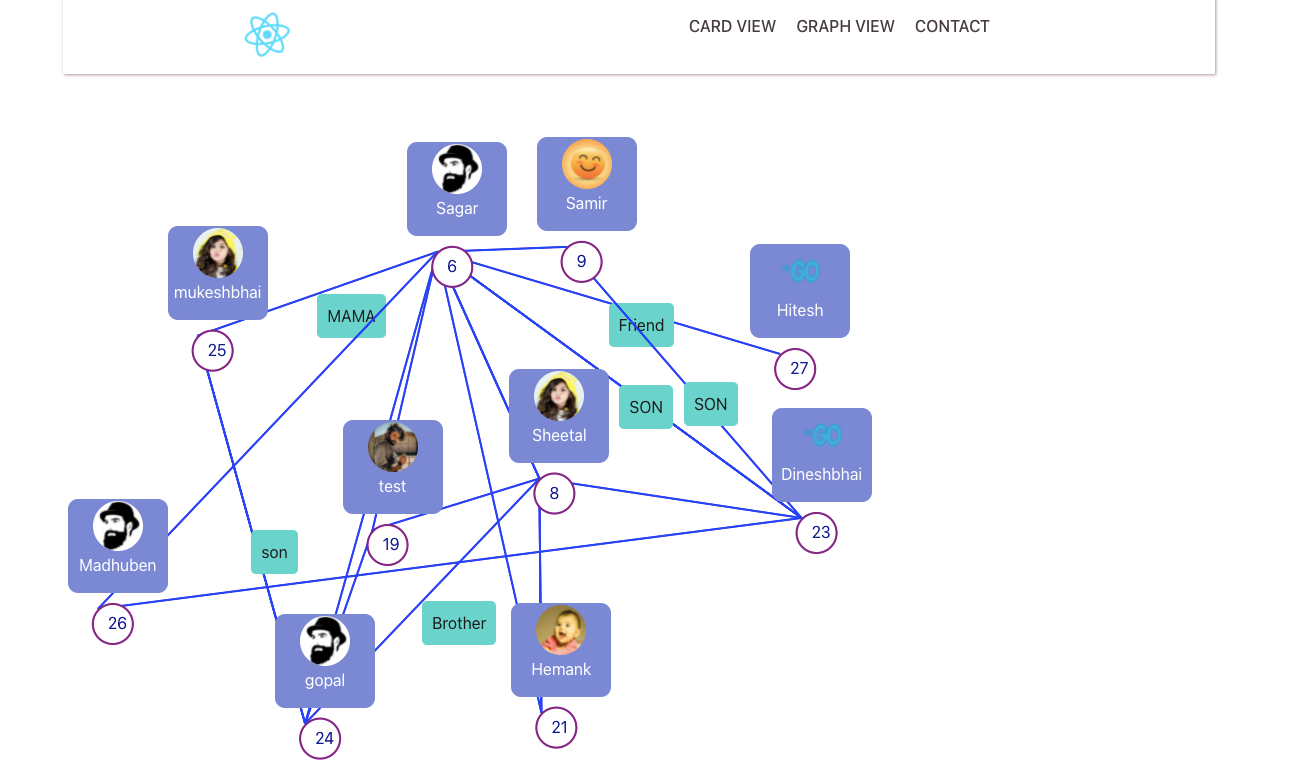 CARD VIEW GRAPH VIEW CONTACT
Sagar
Samir
mukeshbhai
6
9
Hitesh
MAMA
Friend
25
27
SON
SON
Sheetal
Dineshbhai
test
8
23
19
son
Madhuben
26
Brother
Hemank
gopal
21
24
GO
GO